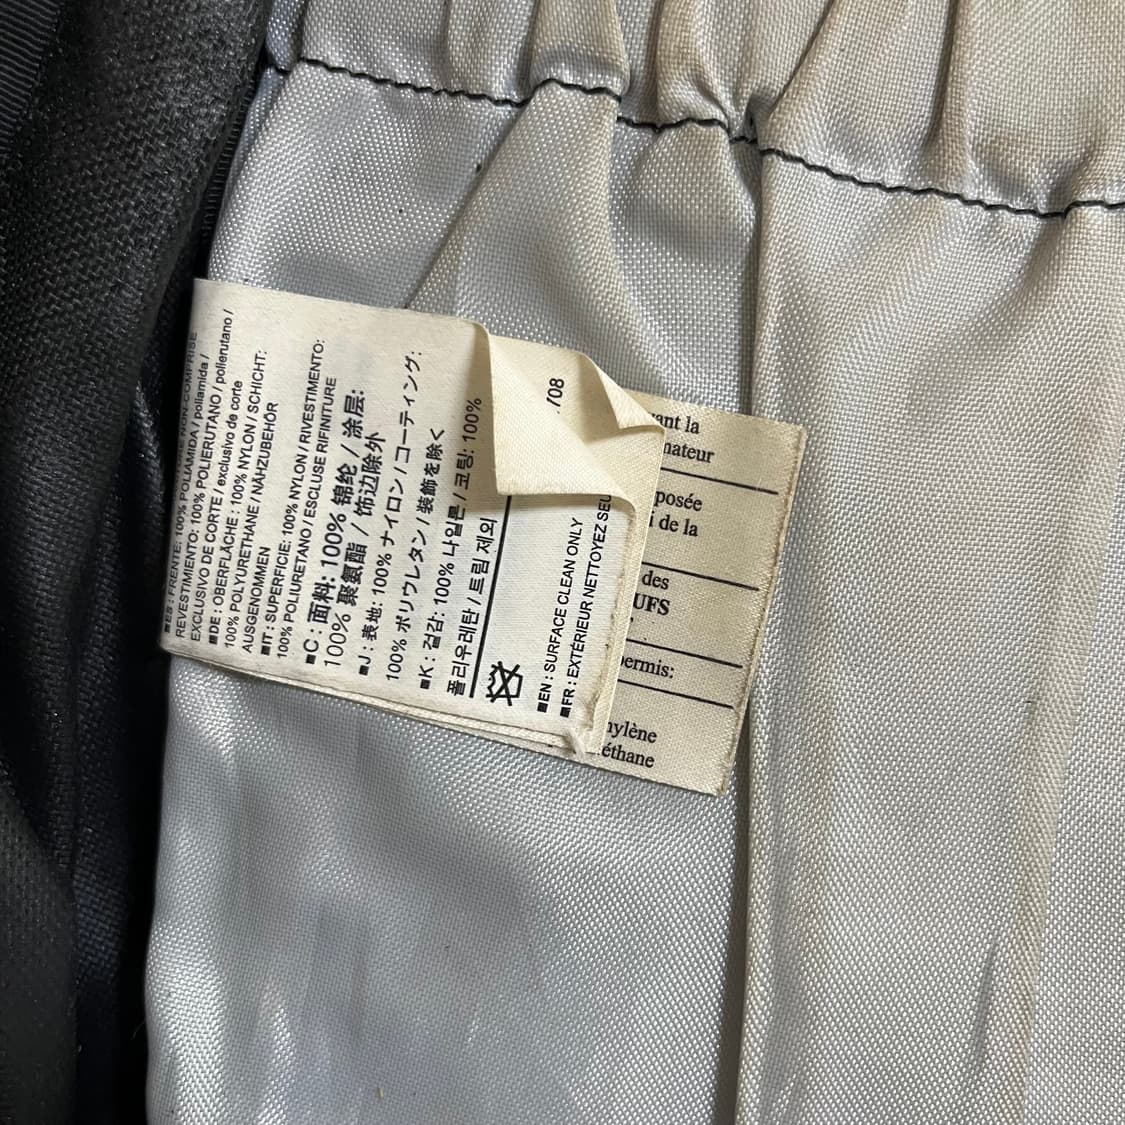 FRENTE: 100% POLIAMIDA / poliamida /
REVESTIMIENTO: 100% POLIERUTANO / polierutano /
EXCLUSIVO DE CORTE / exclusivo de corte
■DE : OBERFLÄCHE : 100% NYLON / SCHICHT:
100% POLYURETHANE / NÄHZUBEHÖR
AUSGENOMMEN
■IT : SUPERFICIE: 100% NYLON / RIVESTIMENTO:
100% POLIURETANO / ESCLUSE RIFINITURE
■C : 面料: 100% 锦纶 / 涂层:
100% 聚氨酯 / 饰边除外
■J : 表地: 100% ナイロン / コーティング:
100% ポリウレタン / 装飾を除く
■K : 겉감: 100% 나일론 / 코팅: 100%
폴리우레탄 / 트림 제외
■EN : SURFACE CLEAN ONLY
■FR : EXTÉRIEUR NETTOYEZ SEU
/08
ant la
nateur
posée
i de la
des
UFS
permis:
hylène
éthane